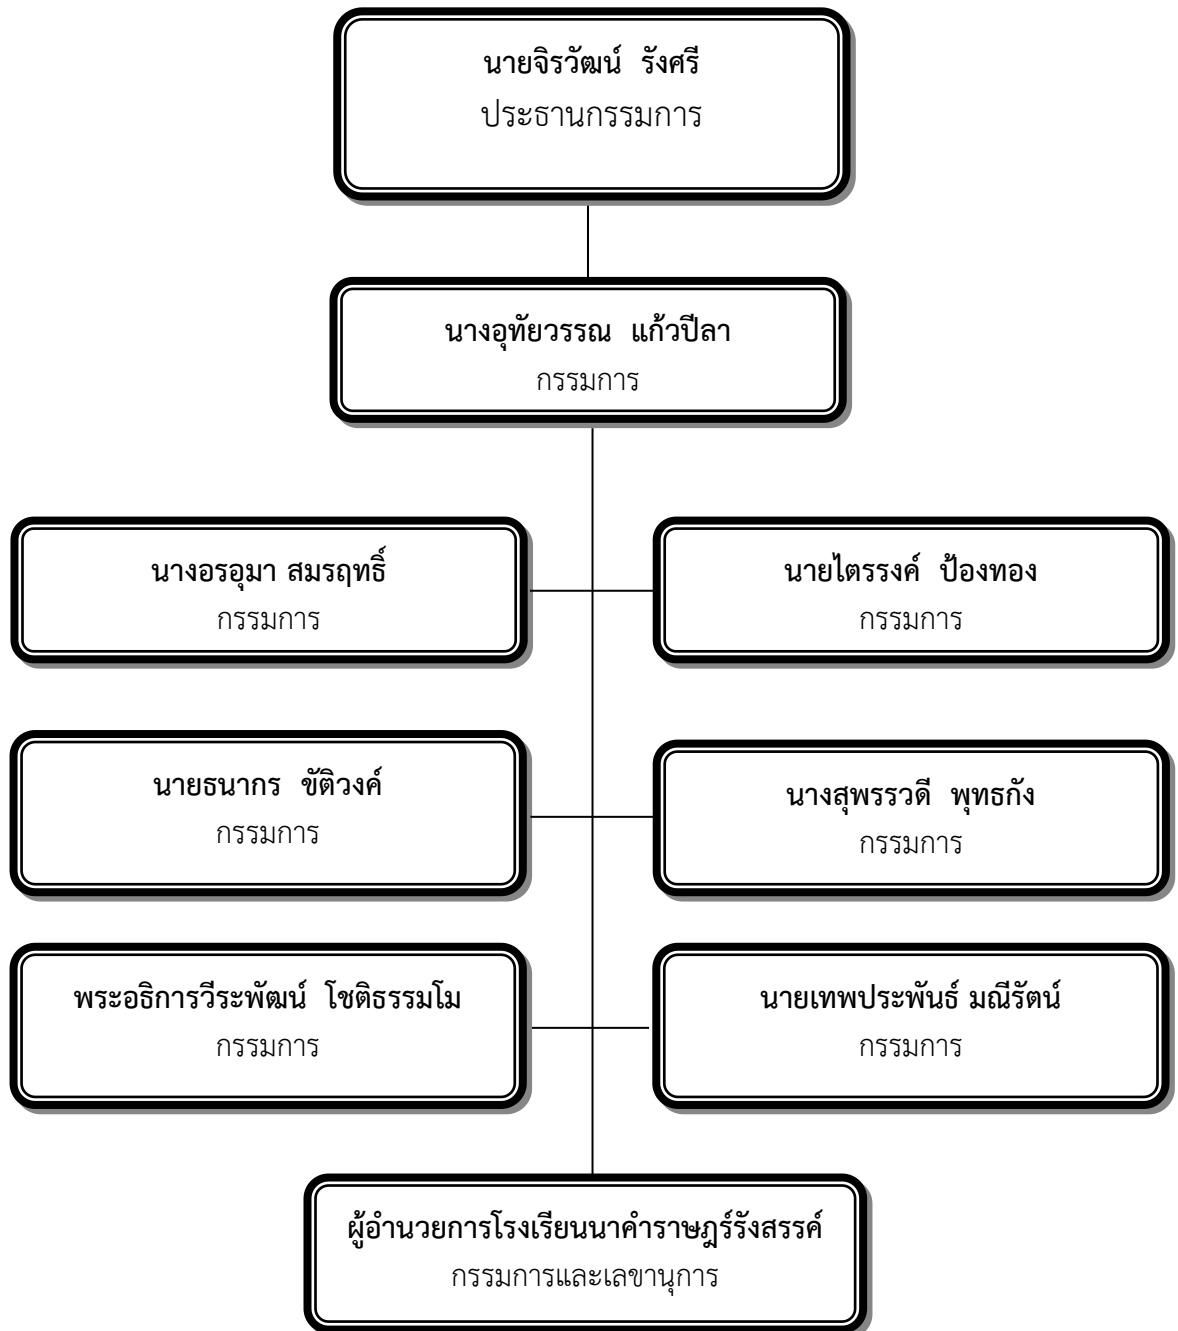 นายจิรวัฒน์ รังศรี
ประธานกรรมการ
นางอุทัยวรรณ แก้วปีลา
กรรมการ
นางอรอุมา สมรฤทธิ์
กรรมการ
นายไตรรงค์ ป้องทอง
กรรมการ
นายธนากร ขัติวงค์
กรรมการ
นางสุพรรวดี พุทธกัง
กรรมการ
พระอธิการวีระพัฒน์ โชติธรรมโม
กรรมการ
นายเทพประพันธ์ มณีรัตน์
กรรมการ
ผู้อำนวยการโรงเรียนนาคำราษฎร์รังสรรค์
กรรมการและเลขานุการ